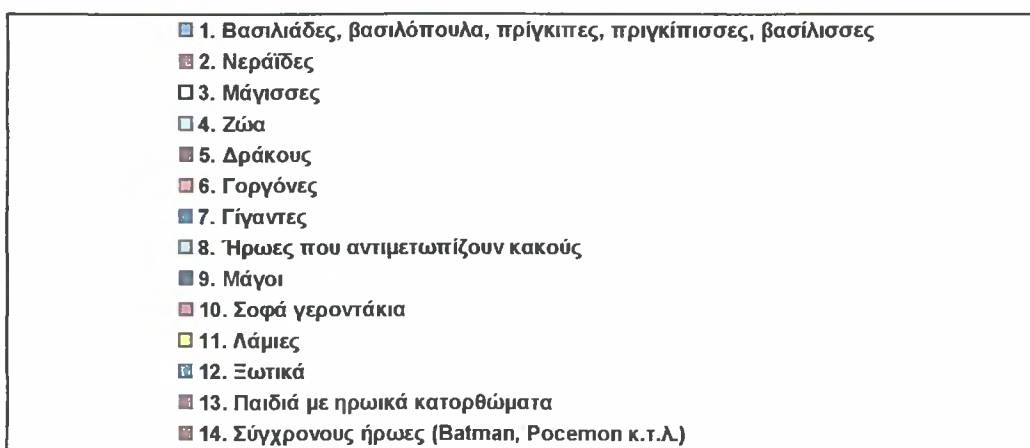 1. Βασιλιάδες, βασιλόπουλα, πρίγκιπες, πριγκίπισσες, βασίλισσες
2. Νεράϊδες
3. Μάγισσες
4. Ζώα
5. Δράκους
6. Γοργόνες
7. Γίγαντες
8. Ήρωες που αντιμετωπίζουν κακούς
9. Μάγοι
10. Σοφά γεροντάκια
11. Λάμιες
12. Ξωτικά
13. Παιδιά με ηρωικά κατορθώματα
14. Σύγχρονους ήρωες (Batman, Pocemon κ.τ.λ.)